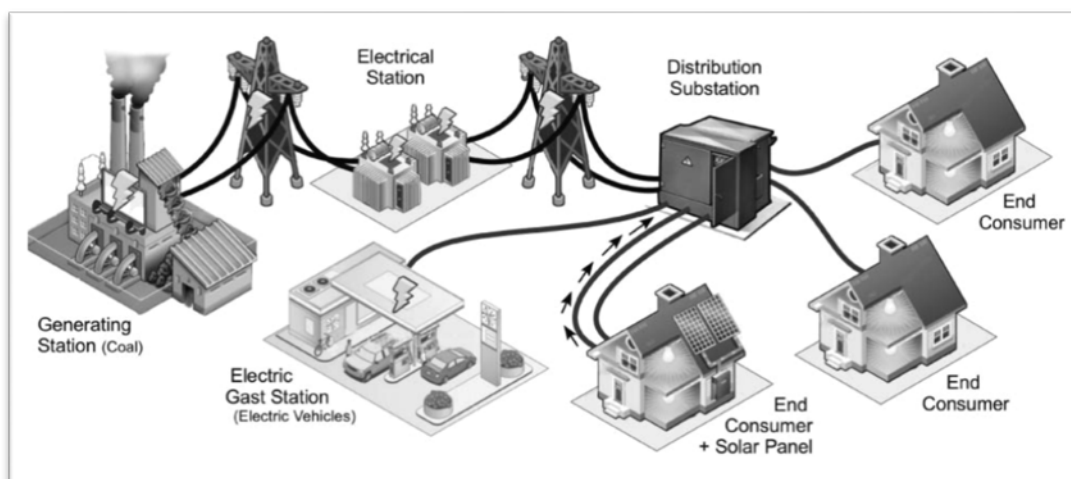 Electrical
Station
Distribution
Substation
End
Consumer
Generating
Station (Coal)
Electric
Gast Station
(Electric Vehicles)
End
Consumer
+ Solar Panel
End
Consumer